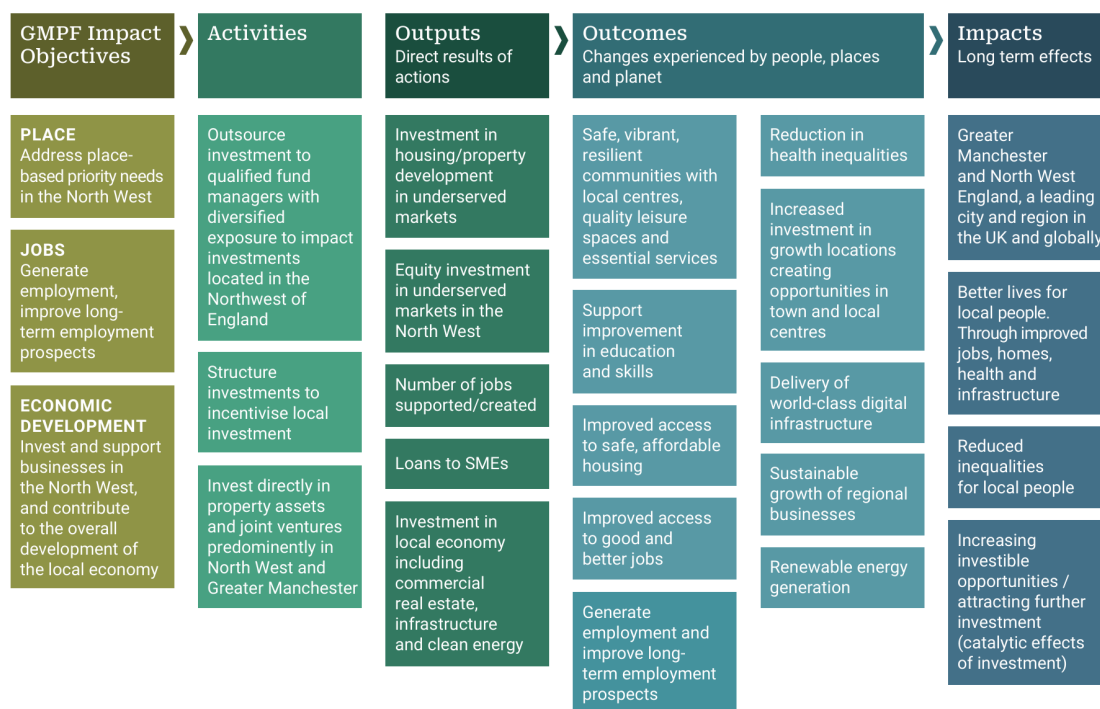 GMPF Impact
Objectives
Activities
Outputs
Direct results of
actions
Outcomes
Changes experienced by people, places
and planet
Impacts
Long term effects
PLACE
Address place-
based priority needs
in the North West
JOBS
Generate
employment,
improve long-
term employment
prospects
ECONOMIC
DEVELOPMENT
Invest and support
businesses in
the North West,
and contribute
to the overall
development of
the local economy
Outsource
investment to
qualified fund
managers with
diversified
exposure to impact
investments
located in the
Northwest of
England
Structure
investments to
incentivise local
investment
Invest directly in
property assets
and joint ventures
predominently in
North West and
Greater Manchester
Investment in
housing/property
development
in underserved
markets
Equity investment
in underserved
markets in the
North West
Number of jobs
supported/created
Loans to SMEs
Investment in
local economy
including
commercial
real estate,
infrastructure
and clean energy
Safe, vibrant,
resilient
communities with
local centres,
quality leisure
spaces and
essential services
Support
improvement
in education
and skills
Improved access
to safe, affordable
housing
Improved access
to good and
better jobs
Generate
employment and
improve long-
term employment
prospects
Reduction in
health inequalities
Increased
investment in
growth locations
creating
opportunities in
town and local
centres
Delivery of
world-class digital
infrastructure
Sustainable
growth of regional
businesses
Renewable energy
generation
Greater
Manchester
and North West
England, a leading
city and region in
the UK and globally
Better lives for
local people.
Through improved
jobs, homes,
health and
infrastructure
Reduced
inequalities
for local people
Increasing
investible
opportunities /
attracting further
investment
(catalytic effects
of investment)